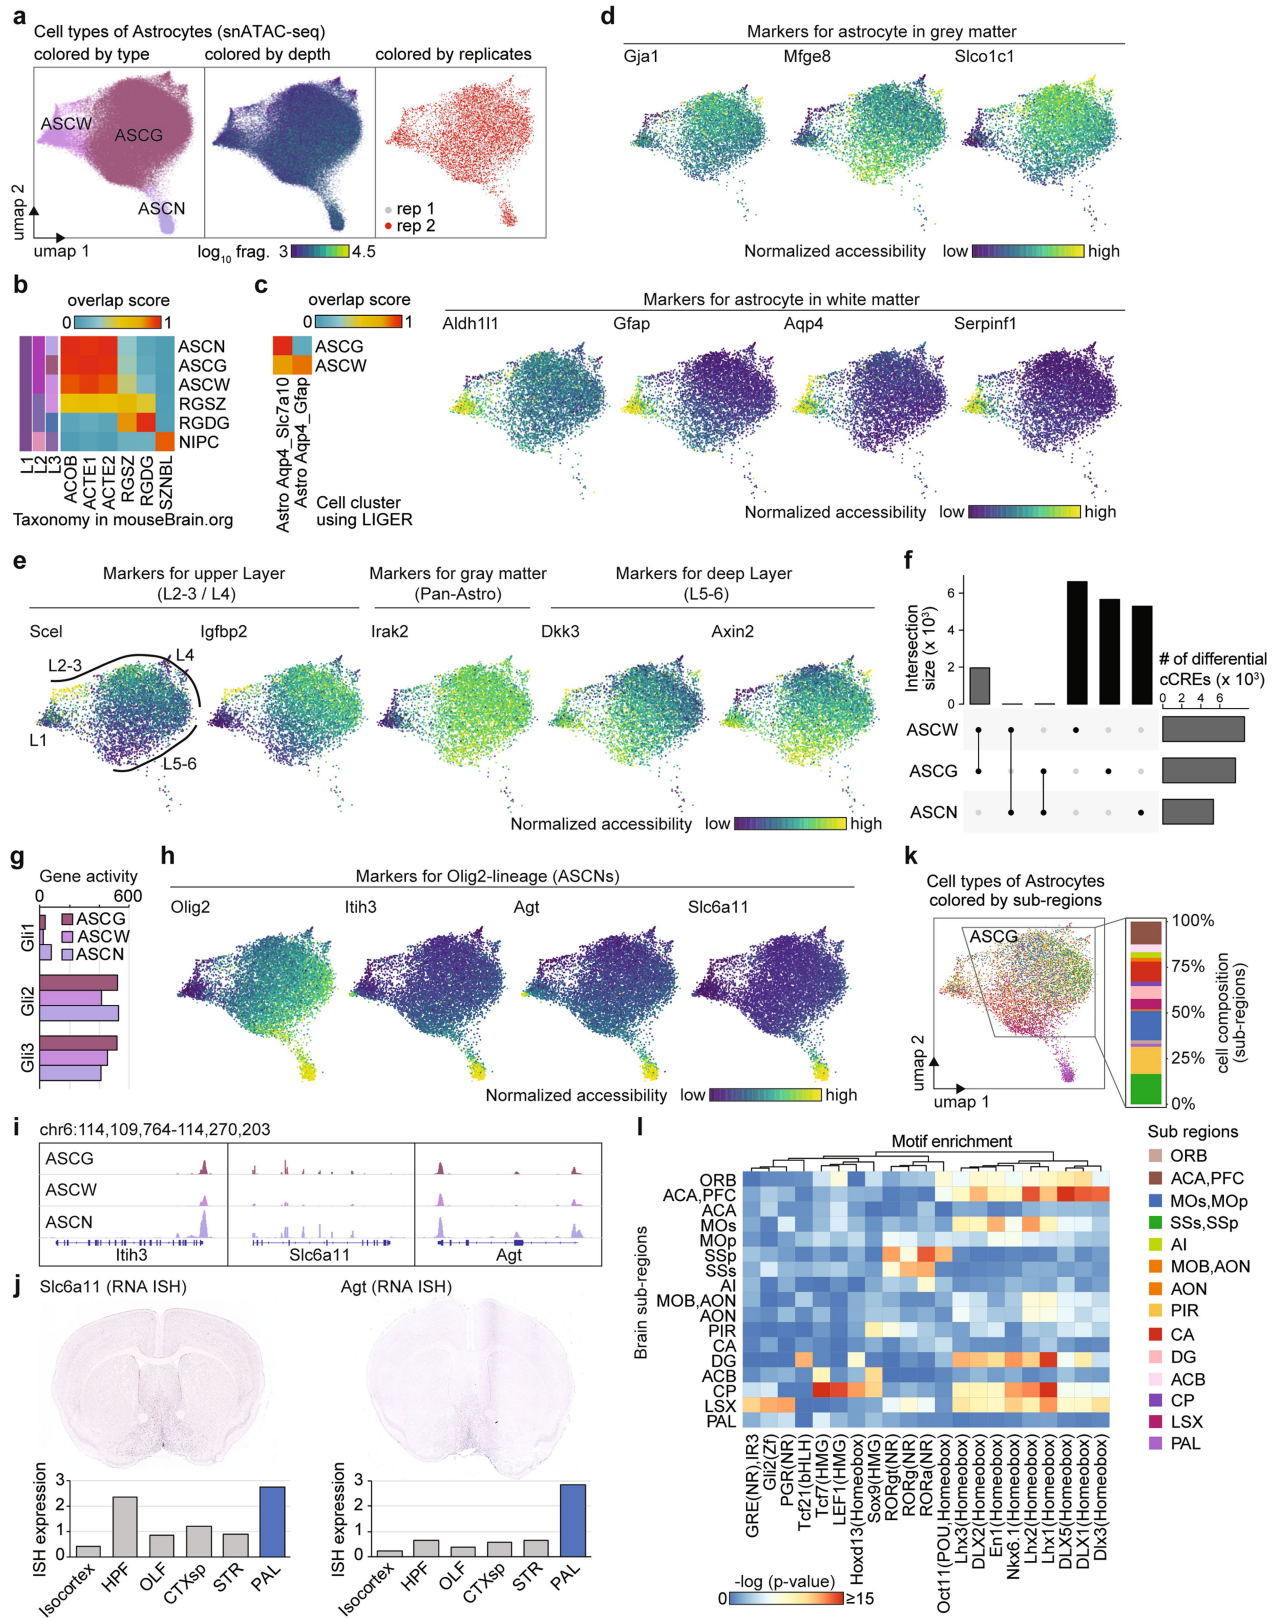 a
Cell types of Astrocytes (snATAC-seq)
colored by type
colored by depth
colored by replicates
ASCW
ASCG
ASCN
rep 1
rep 2
umap 2
umap 1
log10 frag. 3 4.5
d
Markers for astrocyte in grey matter
Gja1
Mfge8
Slco1c1
Normalized accessibility low high
b
overlap score
0 1
ASCN
ASCG
ASCW
RGSZ
RGDG
NIPC
L1
L2
L3
ACOB
ACTE1
ACTE2
RGSZ
RGDG
SZNBL
Taxonomy in mouseBrain.org
c
overlap score
0 1
ASCG
ASCW
Astro Aqp4_Slc7a10
Astro Aqp4_Gfap
Cell cluster
using LIGER
Markers for astrocyte in white matter
Aldh1l1
Gfap
Aqp4
Serpinf1
Normalized accessibility low high
e
Markers for upper Layer
(L2-3 / L4)
Markers for gray matter
(Pan-Astro)
Markers for deep Layer
(L5-6)
Scel
Igfbp2
Irak2
Dkk3
Axin2
L2-3
L4
L1
L5-6
Normalized accessibility low high
f
Intersection
size (x 10³)
6
4
2
0
# of differential
cCREs (x 10³)
0 2 4 6
ASCW
ASCG
ASCN
g
Gene activity
0 600
ASCG
ASCW
ASCN
Gli1
Gli2
Gli3
h
Markers for Olig2-lineage (ASCNs)
Olig2
Itih3
Agt
Slc6a11
Normalized accessibility low high
k
Cell types of Astrocytes
colored by sub-regions
ASCG
umap 2
umap 1
100%
75%
50%
25%
0%
cell composition
(sub-regions)
i
chr6:114,109,764-114,270,203
ASCG
ASCW
ASCN
Itih3
Slc6a11
Agt
j
Slc6a11 (RNA ISH)
Agt (RNA ISH)
ISH expression
3
2
1
0
Isocortex
HPF
OLF
CTXsp
STR
PAL
ISH expression
3
2
1
0
Isocortex
HPF
OLF
CTXsp
STR
PAL
l
Motif enrichment
Brain sub-regions
ORB
ACA,PFC
ACA
MOs
MOp
SSp
SSs
AI
MOB,AON
AON
PIR
CA
DG
ACB
CP
LSX
PAL
GRE(NR),IR3
Gli2(Zf)
PGR(NR)
Tcf21(bHLH)
Tcf7(HMG)
LEF1(HMG)
Hoxd13(Homeobox)
Sox9(HMG)
RORgt(NR)
RORg(NR)
RORa(NR)
Oct11(POU,Homeobox)
Lhx3(Homeobox)
DLX2(Homeobox)
En1(Homeobox)
Nkx6.1(Homeobox)
Lhx2(Homeobox)
Lhx1(Homeobox)
DLX5(Homeobox)
DLX1(Homeobox)
Dlx3(Homeobox)
-log (p-value)
0 ≥15
Sub regions
ORB
ACA,PFC
MOs,MOp
SSs,SSp
AI
MOB,AON
AON
PIR
CA
DG
ACB
CP
LSX
PAL